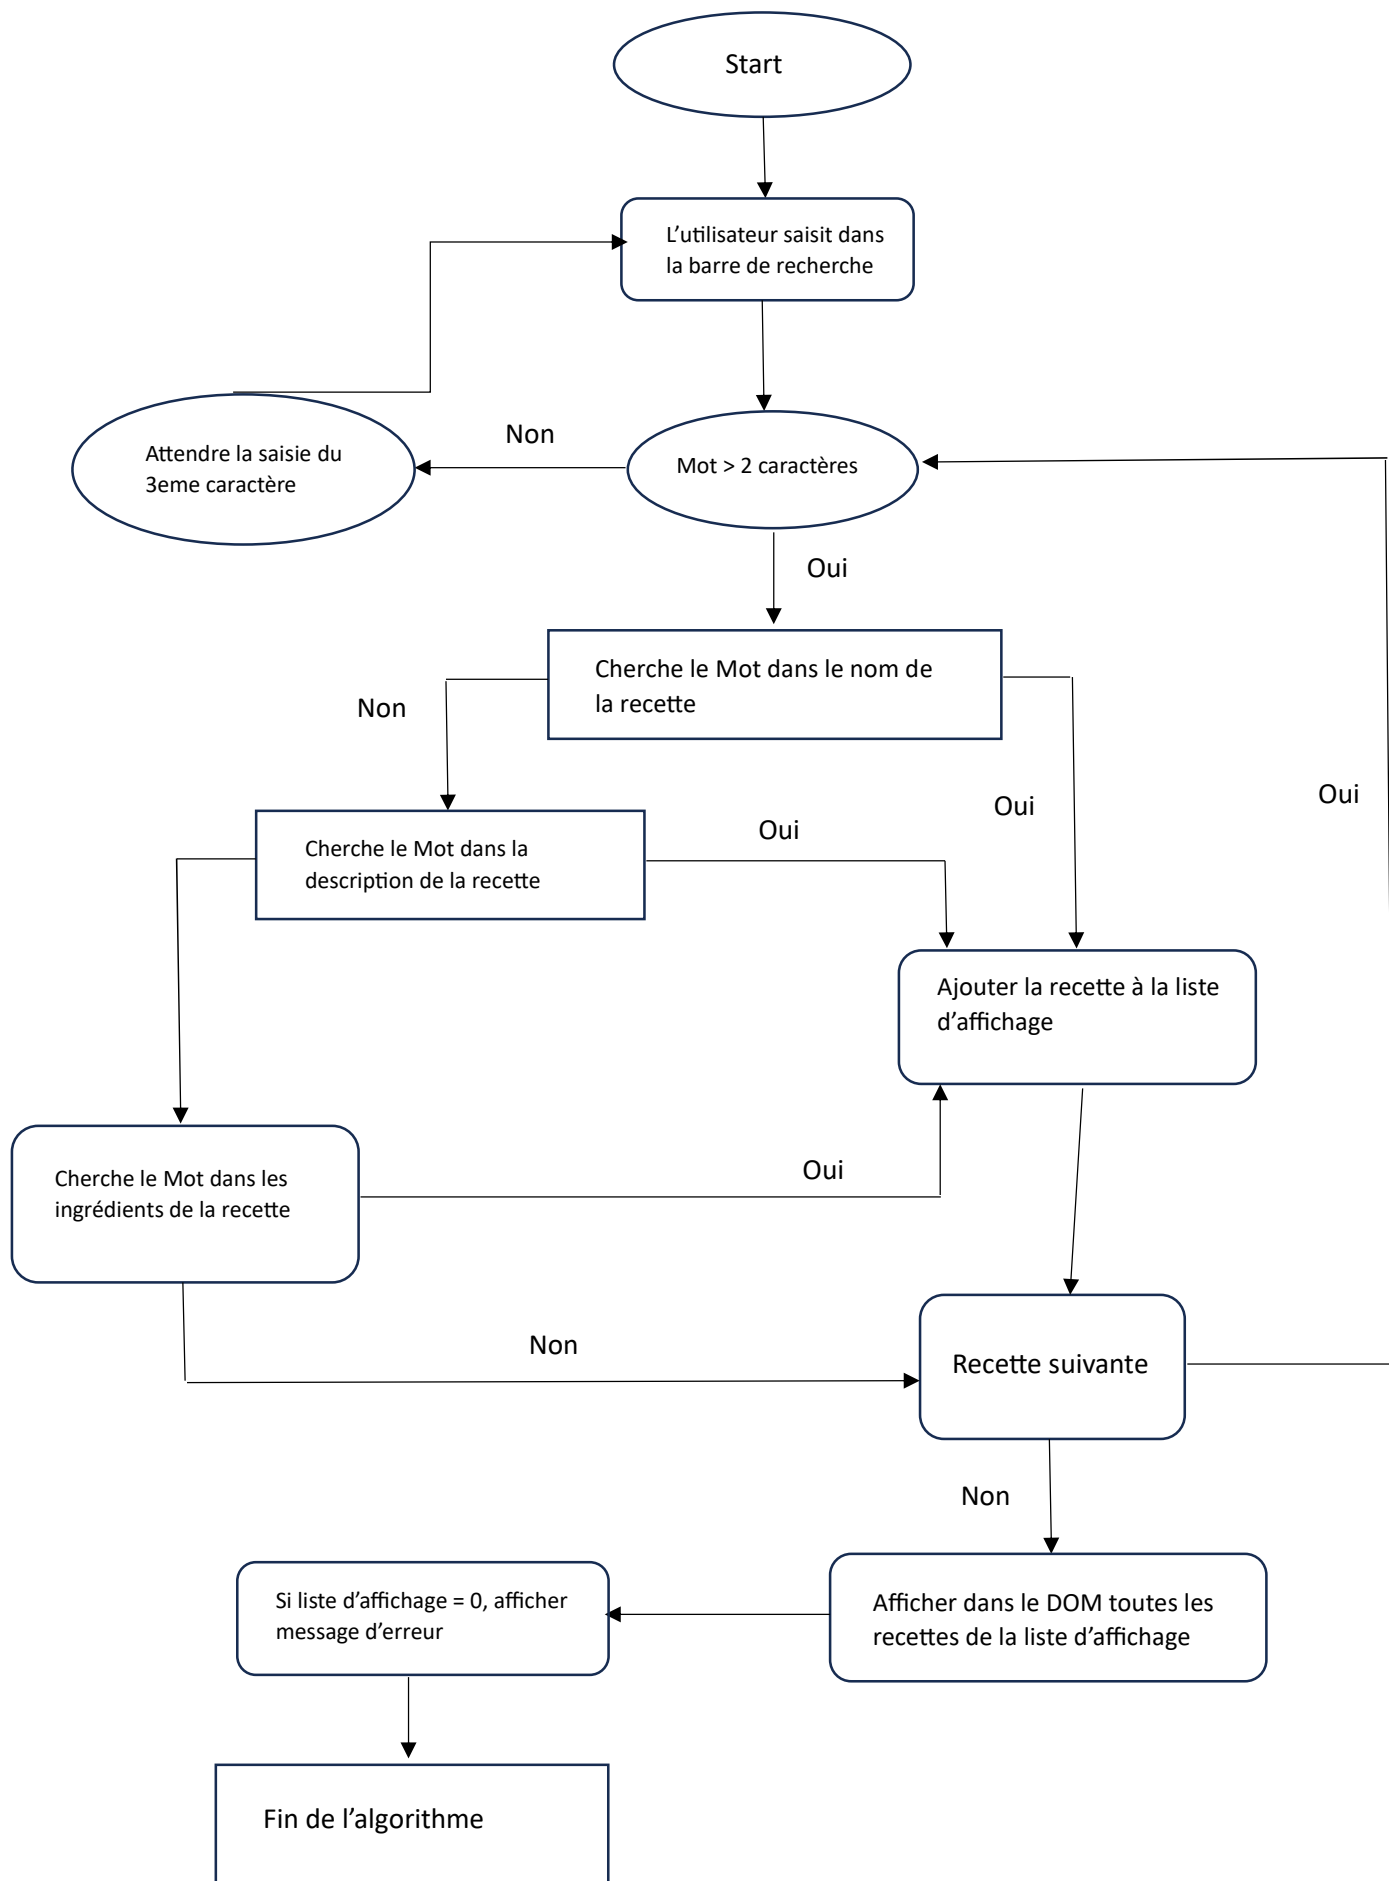 Start
L'utilisateur saisit dans
la barre de recherche
Non
Attendre la saisie du
3eme caractère
Mot > 2 caractères
Oui
Cherche le Mot dans le nom de
la recette
Non
Oui
Oui
Cherche le Mot dans la
description de la recette
Oui
Ajouter la recette à la liste
d'affichage
Cherche le Mot dans les
ingrédients de la recette
Oui
Non
Recette suivante
Non
Si liste d'affichage = 0, afficher
message d'erreur
Afficher dans le DOM toutes les
recettes de la liste d'affichage
Fin de l'algorithme